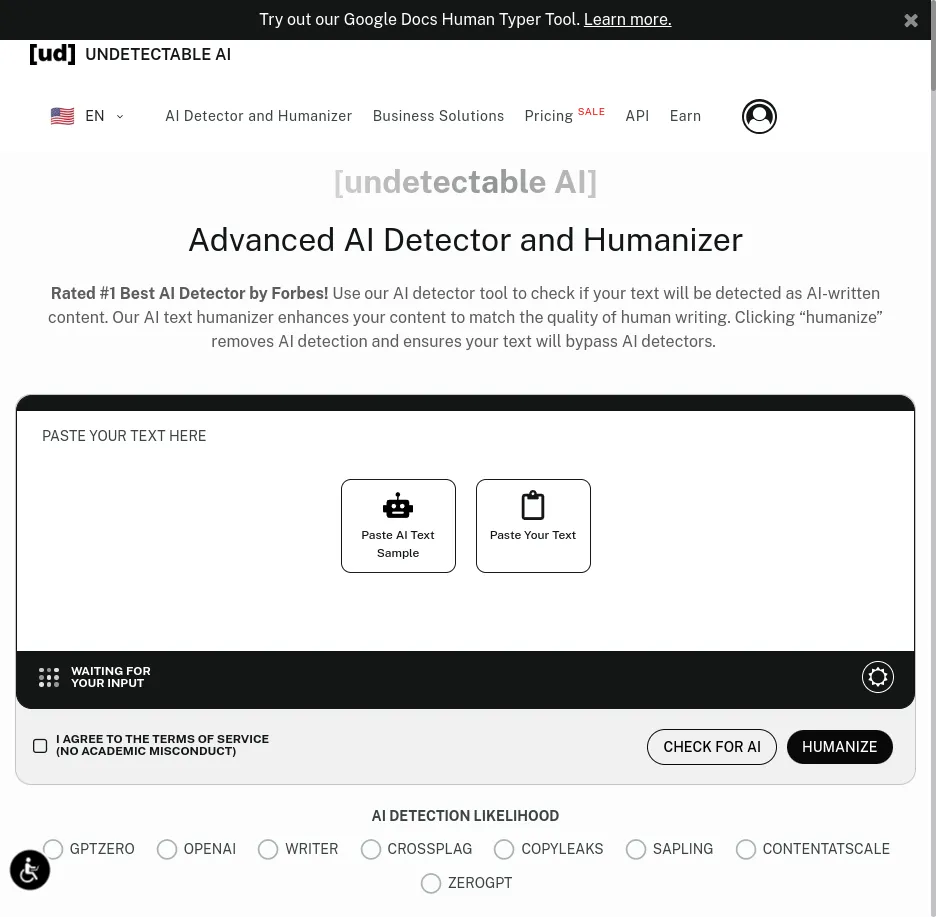 Try out our Google Docs Human Typer Tool. Learn more.
[ud] UNDETECTABLE AI
EN AI Detector and Humanizer Business Solutions Pricing SALE API Earn
[undetectable AI]
Advanced AI Detector and Humanizer
Rated #1 Best AI Detector by Forbes! Use our AI detector tool to check if your text will be detected as AI-written
content. Our AI text humanizer enhances your content to match the quality of human writing. Clicking “humanize”
removes AI detection and ensures your text will bypass AI detectors.
PASTE YOUR TEXT HERE
Paste AI Text
Sample
Paste Your Text
WAITING FOR
YOUR INPUT
I AGREE TO THE TERMS OF SERVICE
(NO ACADEMIC MISCONDUCT)
CHECK FOR AI HUMANIZE
AI DETECTION LIKELIHOOD
GPTZERO OPENAI WRITER CROSSPLAG COPYLEAKS SAPLING CONTENTATSCALE
ZEROGPT